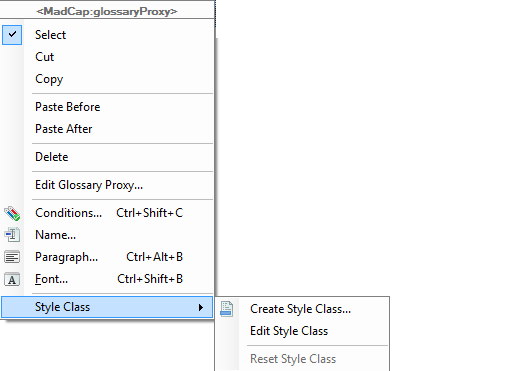 <MadCap:glossaryProxy>
Select
Cut
Copy
Paste Before
Paste After
Delete
Edit Glossary Proxy...
Conditions... Ctrl+Shift+C
Name...
Paragraph... Ctrl+Alt+B
A Font... Ctrl+Shift+B
Style Class
Create Style Class...
Edit Style Class
Reset Style Class